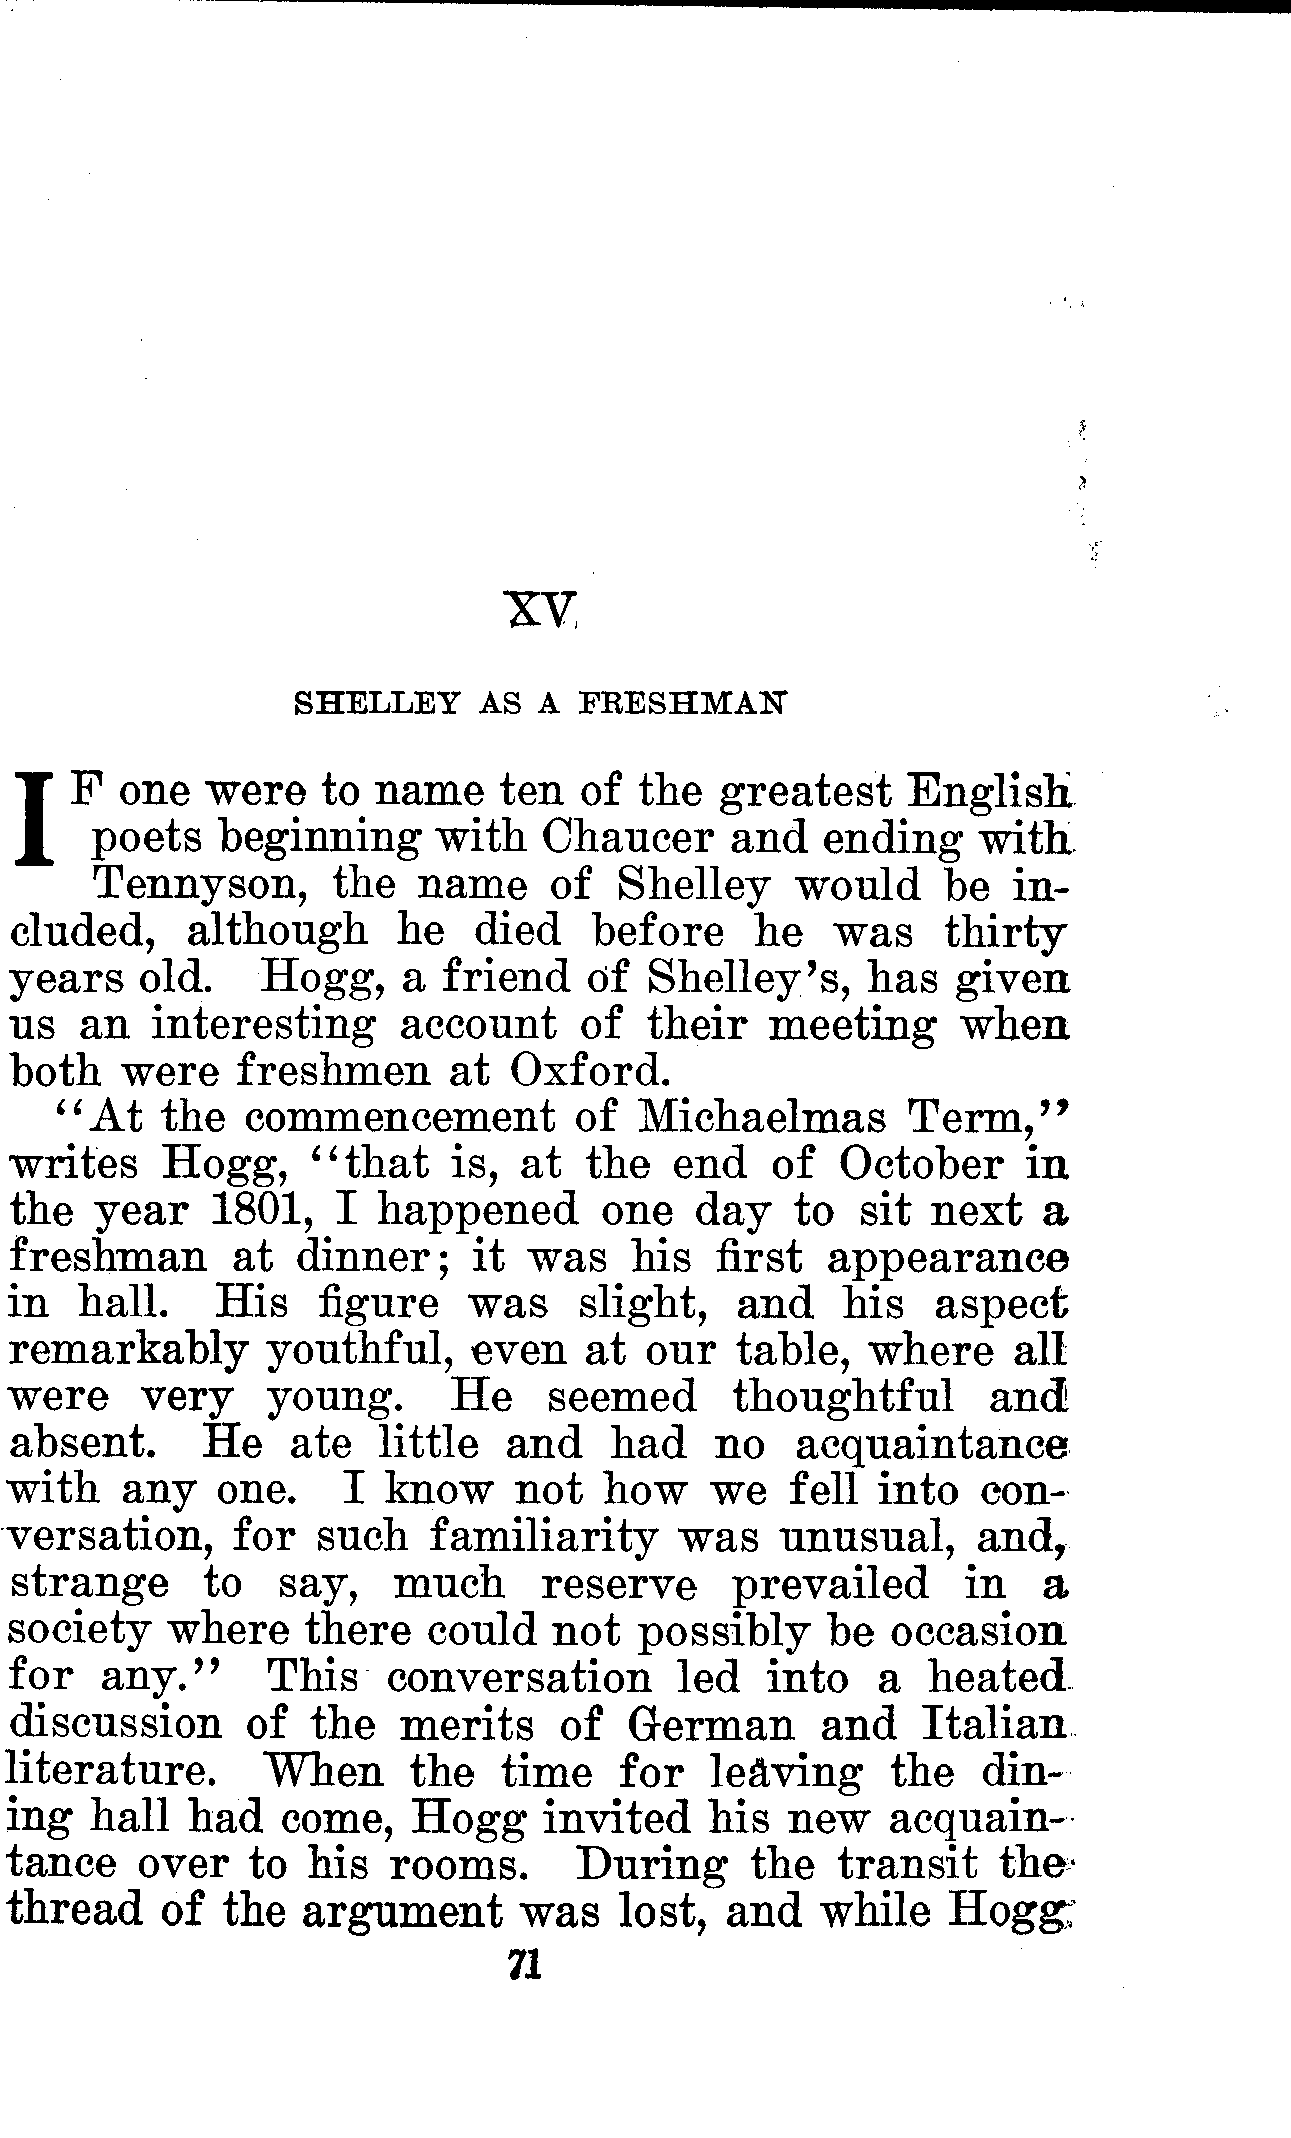 XV
SHELLEY AS A FRESHMAN
IF one were to name ten of the greatest English
poets beginning with Chaucer and ending with
Tennyson, the name of Shelley would be in-
cluded, although he died before he was thirty
years old. Hogg, a friend of Shelley's, has given
us an interesting account of their meeting when
both were freshmen at Oxford.
"At the commencement of Michaelmas Term,"
writes Hogg, "that is, at the end of October in
the year 1801, I happened one day to sit next a
freshman at dinner; it was his first appearance
in hall. His figure was slight, and his aspect
remarkably youthful, even at our table, where all
were very young. He seemed thoughtful and
absent. He ate little and had no acquaintance
with any one. I know not how we fell into con-
versation, for such familiarity was unusual, and,
strange to say, much reserve prevailed in a
society where there could not possibly be occasion
for any." This conversation led into a heated
discussion of the merits of German and Italian
literature. When the time for leaving the din-
ing hall had come, Hogg invited his new acquain-
tance over to his rooms. During the transit the
thread of the argument was lost, and while Hogg
71